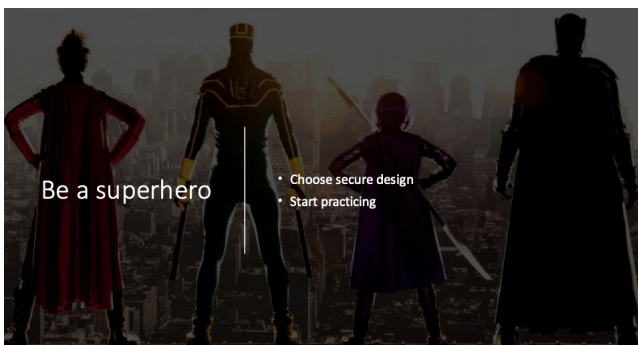 Be a superhero
• Choose secure design
• Start practicing